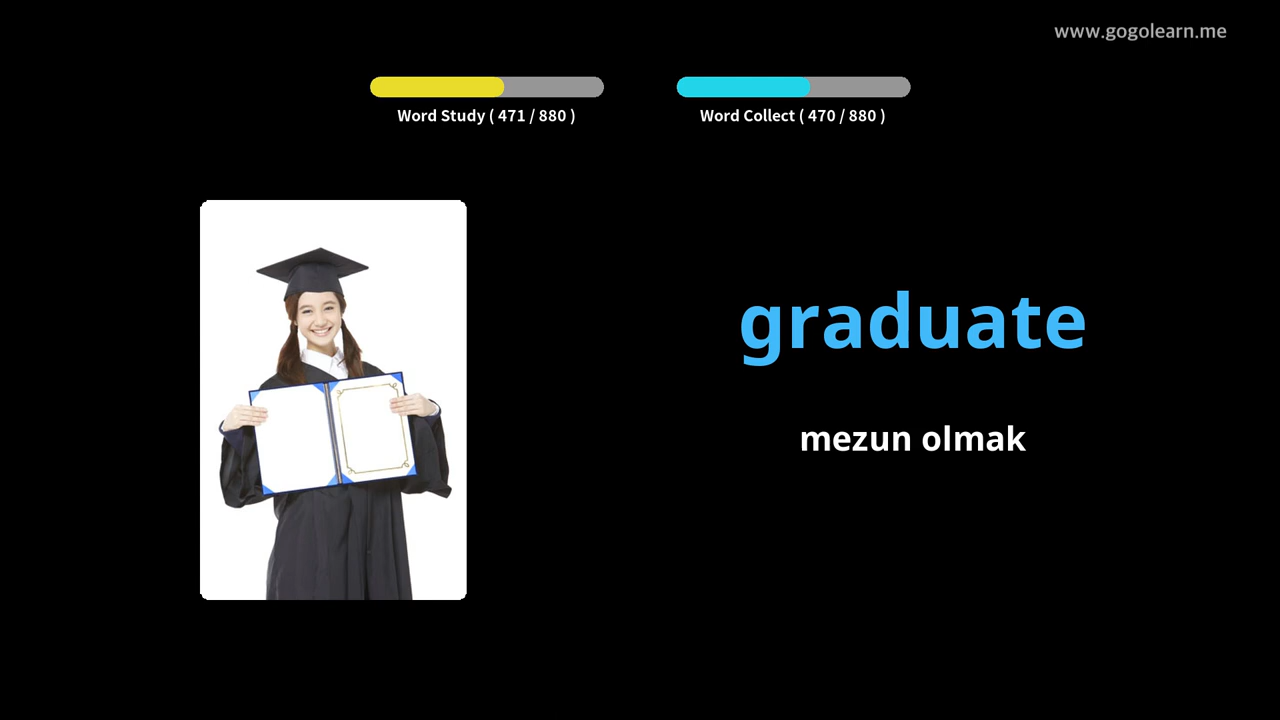 www.gogolearn.me
Word Study ( 471 / 880 )
Word Collect ( 470 / 880 )
graduate
mezun olmak